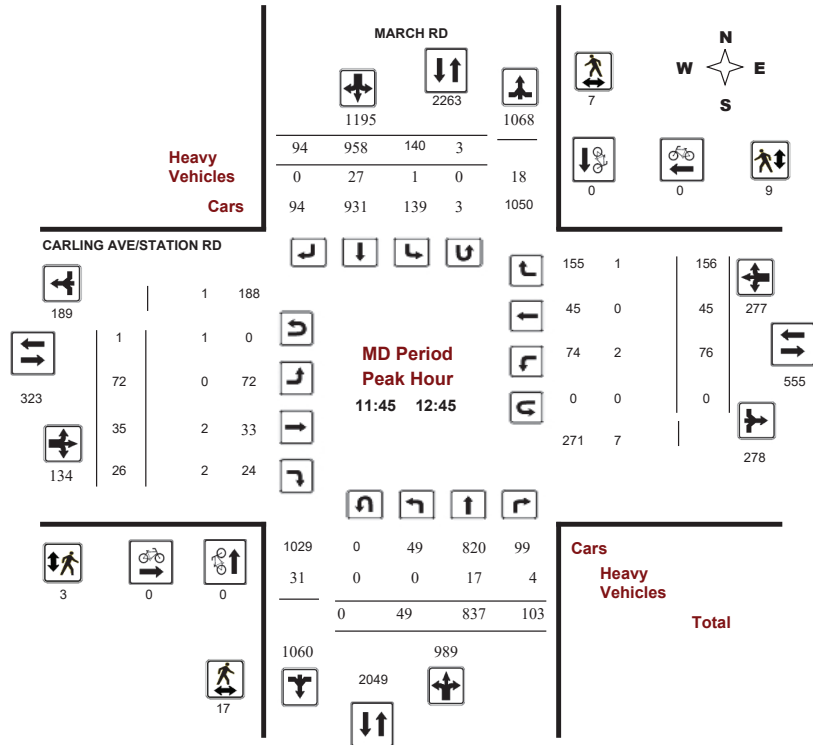 MARCH RD
N
W E
S
2263
7
1195 1068
94 958 140 3
Heavy
Vehicles
0 27 1 0 18
0 0 9
Cars 94 931 139 3 1050
CARLING AVE/STATION RD
155 1 156
189 1 188
45 0 45 277
1 1 0
MD Period
Peak Hour
11:45 12:45
74 2 76
72 0 72
323
555
0 0 0
35 2 33
271 7
278
134 26 2 24
1029 0 49 820 99 Cars
31 0 0 17 4 Heavy
Vehicles
3 0 0
0 49 837 103 Total
1060 989
2049
17